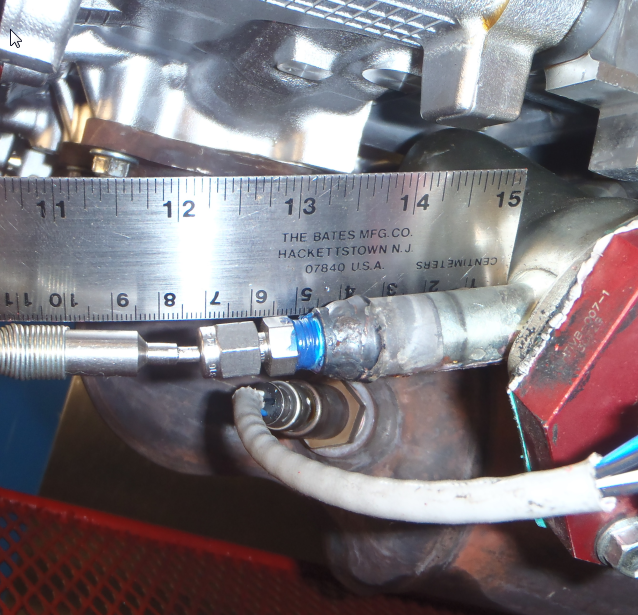 11 12 13 14 15
THE BATES MFG.CO.
HACKETTSTOWN N.J.
07840 U.S.A.
CENTIMETERS
11 10 9 8 7 6 5 4 3 2 1